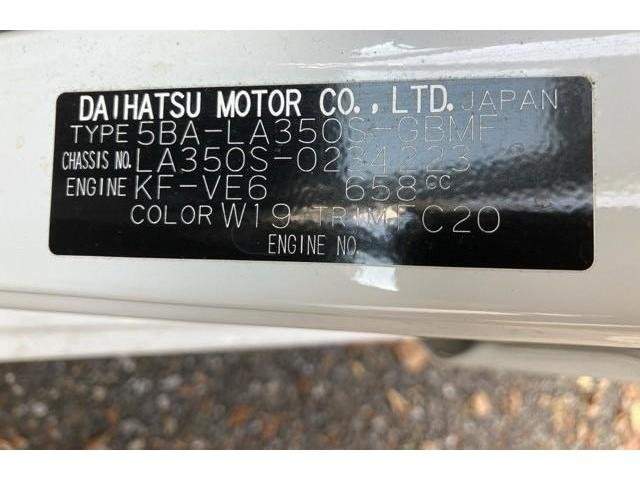 DAIHATSU MOTOR CO., LTD. JAPAN
TYPE 5BA-LA350S-GBMF
CHASSIS NO. LA350S-0234223
ENGINE KF-VE6 658CC
COLOR W19 TRIM FC20
ENGINE NO.